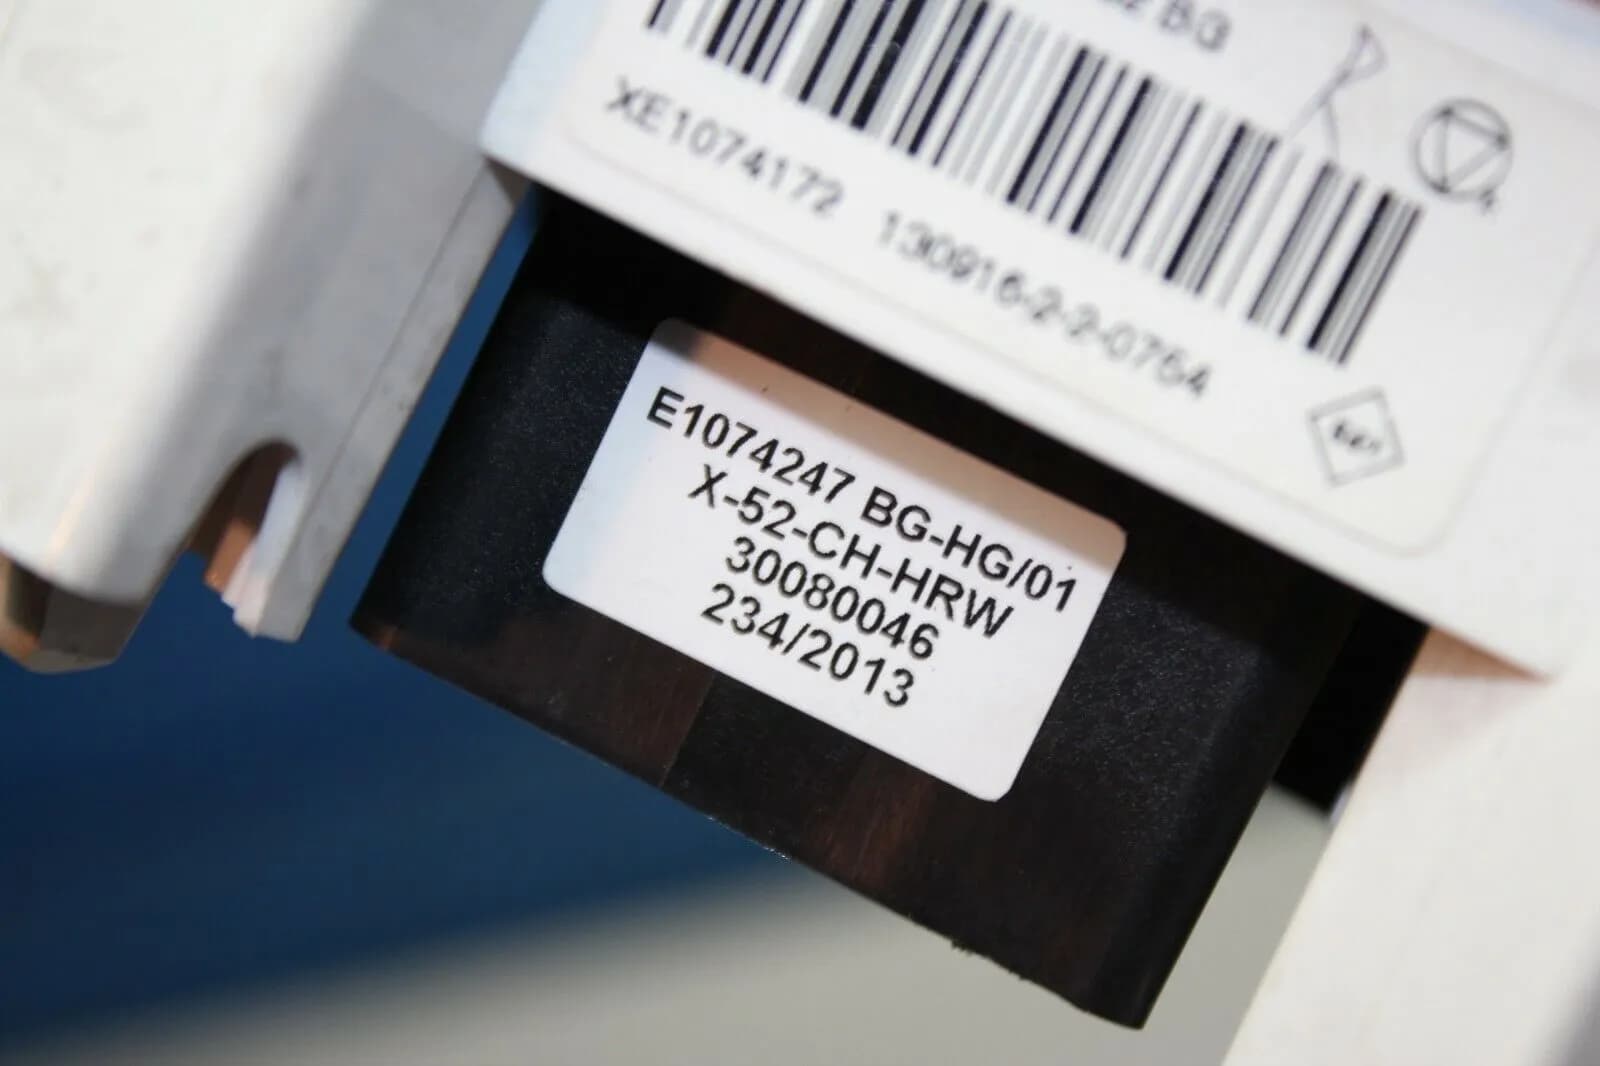 BG
XE1074172 130916-2-2-0764
E1074247 BG-HG/01
X-52-CH-HRW
30080046
234/2013